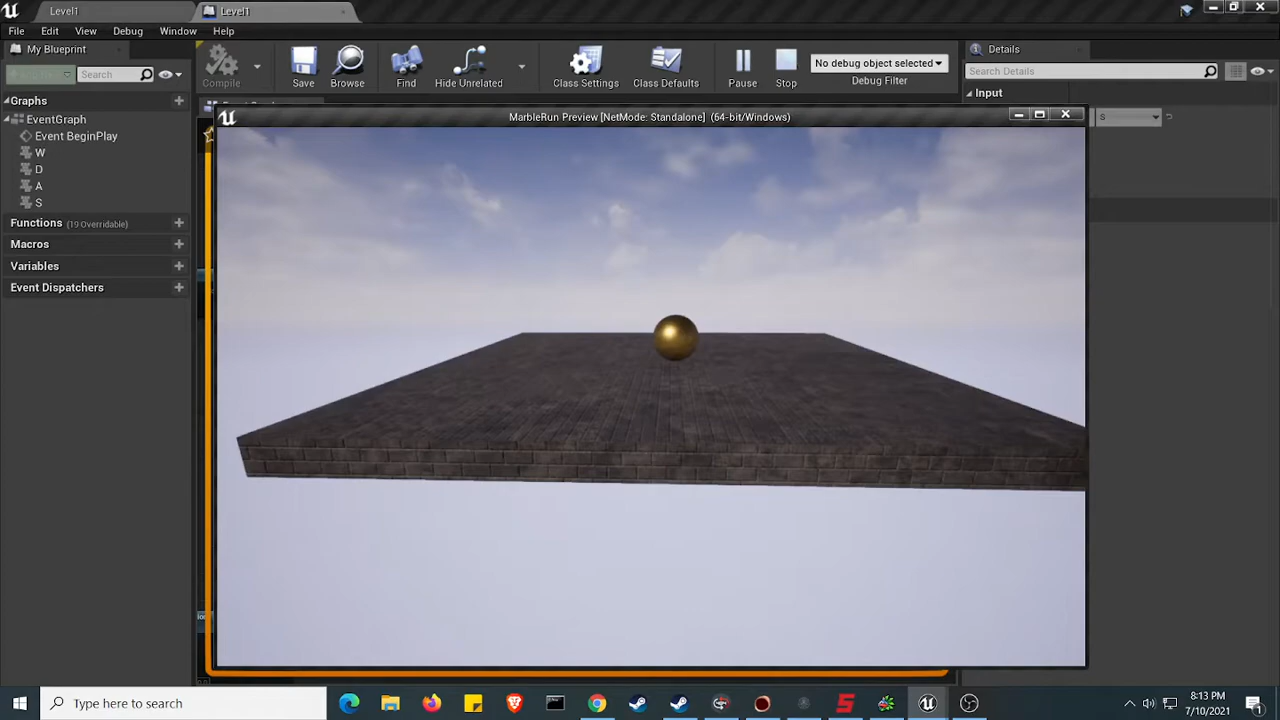 Level1
Level1
File Edit View Debug Window Help
My Blueprint
Search
Compile
Save
Browse
Find
Hide Unrelated
Class Settings
Class Defaults
Pause
Stop
No debug object selected
Debug Filter
Details
Search Details
Input
S
Graphs
EventGraph
Event BeginPlay
W
D
A
S
Functions (19 Overridable)
Macros
Variables
Event Dispatchers
MarbleRun Preview [NetMode: Standalone] (64-bit/Windows)
Type here to search
8:13 PM
7/10/2021